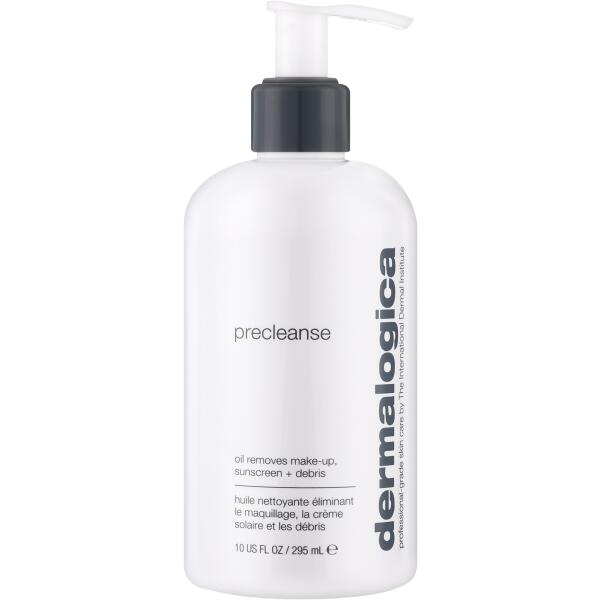 precleanse
oil removes make-up,
sunscreen + debris
huile nettoyante éliminant
le maquillage, la crème
solaire et les débris
10 US FL OZ / 295 mL ℮
dermalogica
professional-grade skin care by The International Dermal Institute